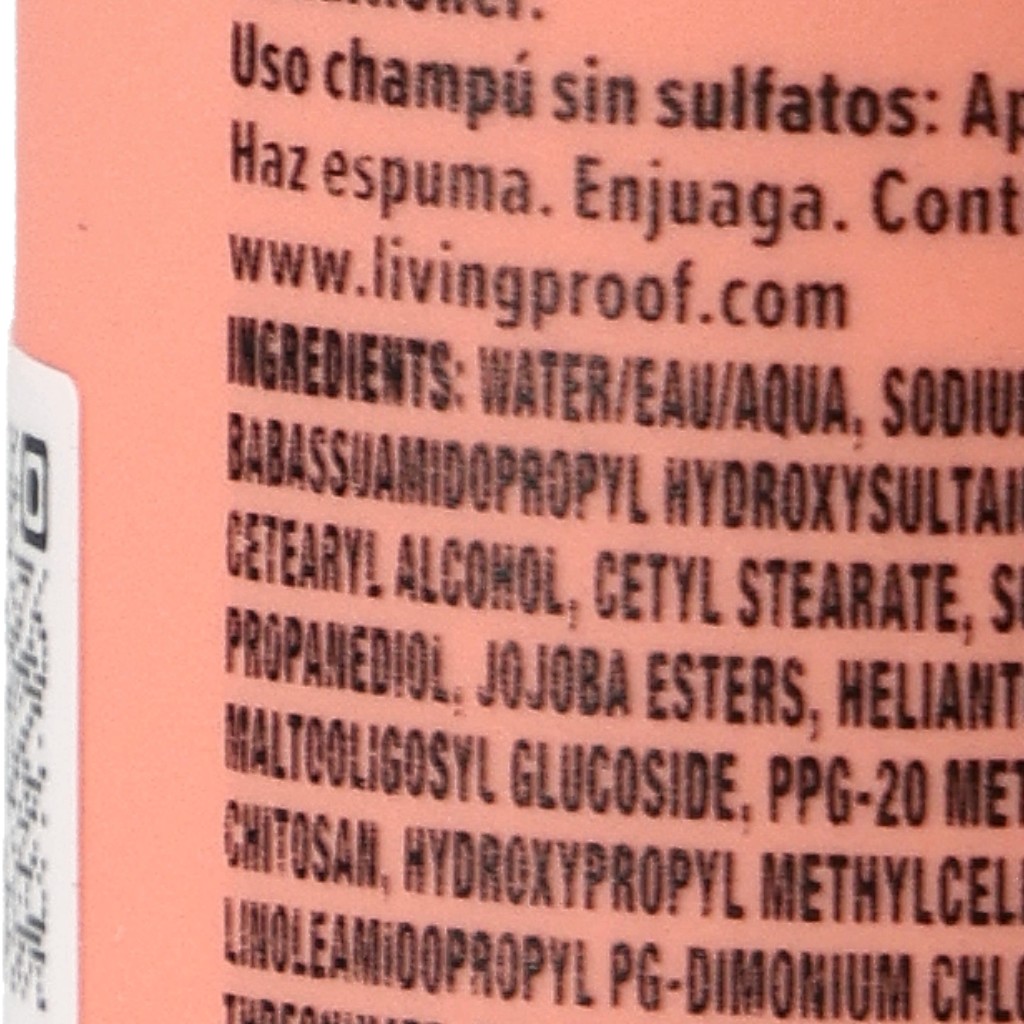 Uso champú sin sulfatos: Ap
Haz espuma. Enjuaga. Cont
www.livingproof.com
INGREDIENTS: WATER/EAU/AQUA, SODIU
BABASSUAMIDOPROPYL HYDROXYSULTAI
CETEARYL ALCOHOL, CETYL STEARATE, S
PROPANEDIOL, JOJOBA ESTERS, HELIANT
MALTOOLIGOSYL GLUCOSIDE, PPG-20 MET
CHITOSAN, HYDROXYPROPYL METHYLCEL
LINOLEAMIDOPROPYL PG-DIMONIUM CHLO